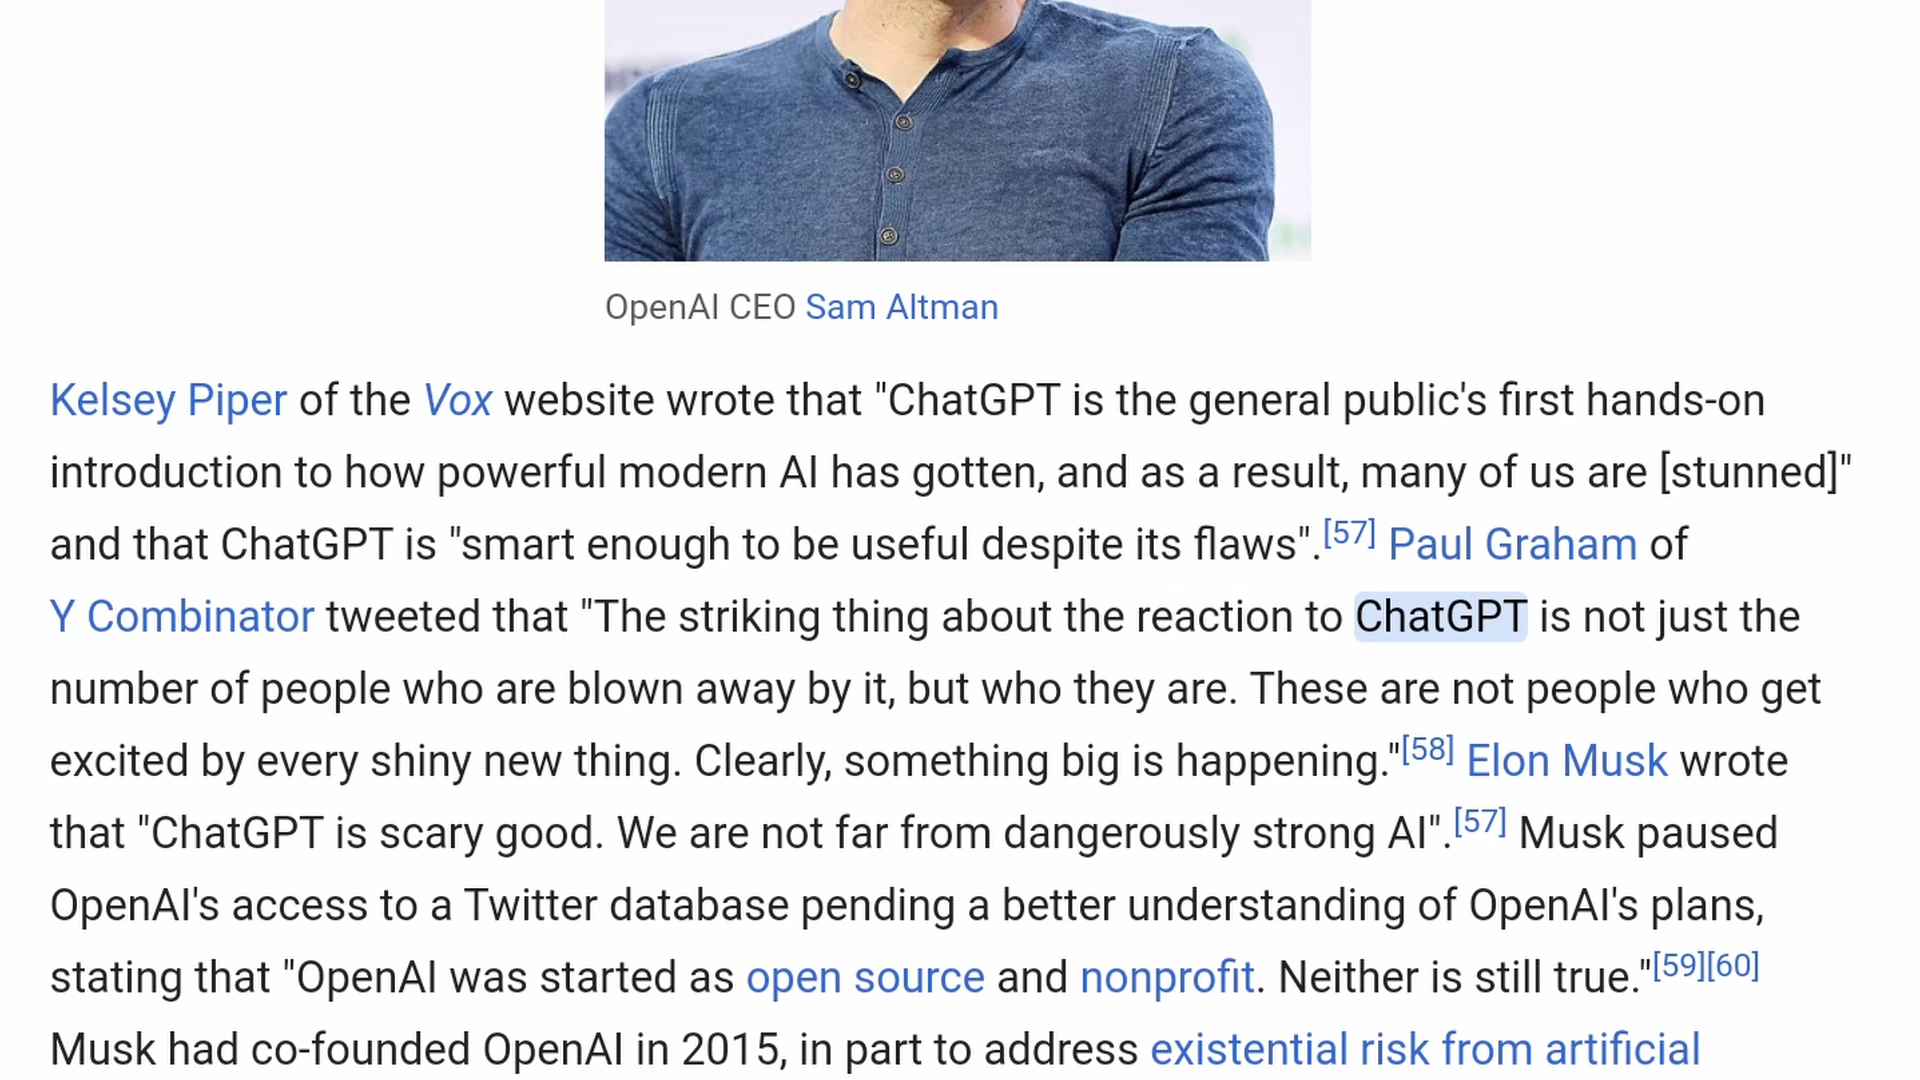 OpenAI CEO Sam Altman
Kelsey Piper of the Vox website wrote that "ChatGPT is the general public's first hands-on
introduction to how powerful modern AI has gotten, and as a result, many of us are [stunned]"
and that ChatGPT is "smart enough to be useful despite its flaws".[57] Paul Graham of
Y Combinator tweeted that "The striking thing about the reaction to ChatGPT is not just the
number of people who are blown away by it, but who they are. These are not people who get
excited by every shiny new thing. Clearly, something big is happening."[58] Elon Musk wrote
that "ChatGPT is scary good. We are not far from dangerously strong AI".[57] Musk paused
OpenAI's access to a Twitter database pending a better understanding of OpenAI's plans,
stating that "OpenAI was started as open source and nonprofit. Neither is still true."[59][60]
Musk had co-founded OpenAI in 2015, in part to address existential risk from artificial